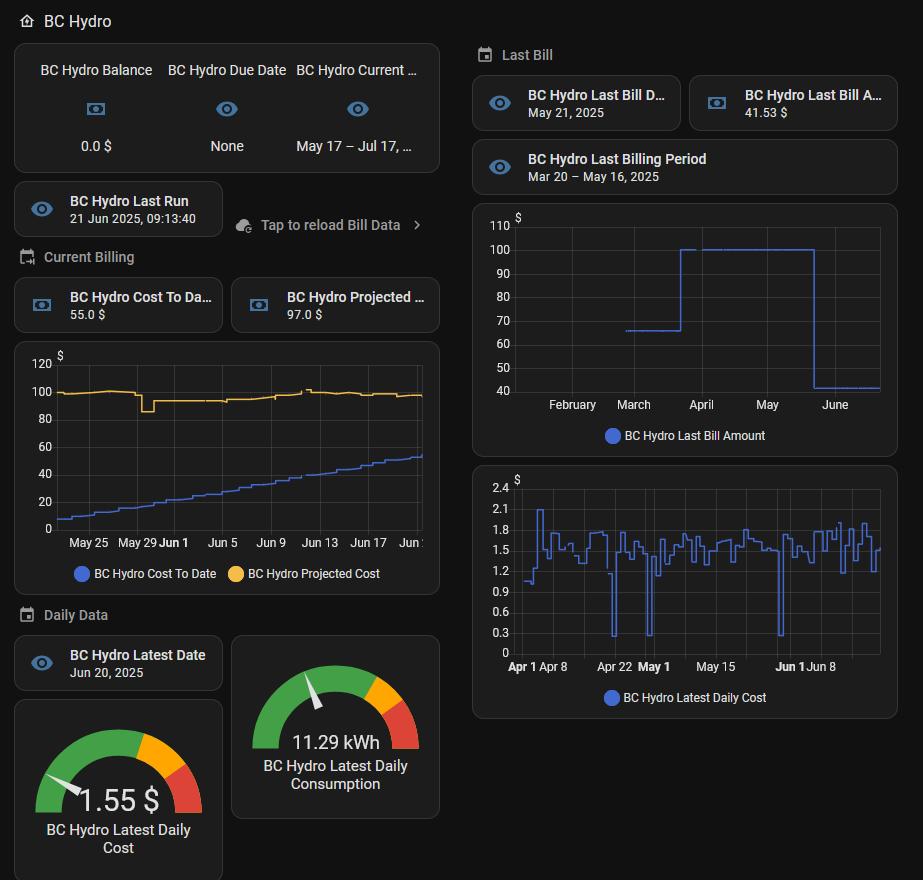 BC Hydro
BC Hydro Balance BC Hydro Due Date BC Hydro Current ...
0.0 $ None May 17 – Jul 17, ...
BC Hydro Last Run
21 Jun 2025, 09:13:40
Tap to reload Bill Data
Current Billing
BC Hydro Cost To Da...
55.0 $
BC Hydro Projected ...
97.0 $
$
120
100
80
60
40
20
0
May 25 May 29 Jun 1 Jun 5 Jun 9 Jun 13 Jun 17 Jun
BC Hydro Cost To Date BC Hydro Projected Cost
Daily Data
BC Hydro Latest Date
Jun 20, 2025
1.55 $
BC Hydro Latest Daily
Cost
11.29 kWh
BC Hydro Latest Daily
Consumption
Last Bill
BC Hydro Last Bill D...
May 21, 2025
BC Hydro Last Bill A...
41.53 $
BC Hydro Last Billing Period
Mar 20 – May 16, 2025
$
110
100
90
80
70
60
50
40
February March April May June
BC Hydro Last Bill Amount
$
2.4
2.1
1.8
1.5
1.2
0.9
0.6
0.3
0
Apr 1 Apr 8 Apr 22 May 1 May 15 Jun 1 Jun 8
BC Hydro Latest Daily Cost